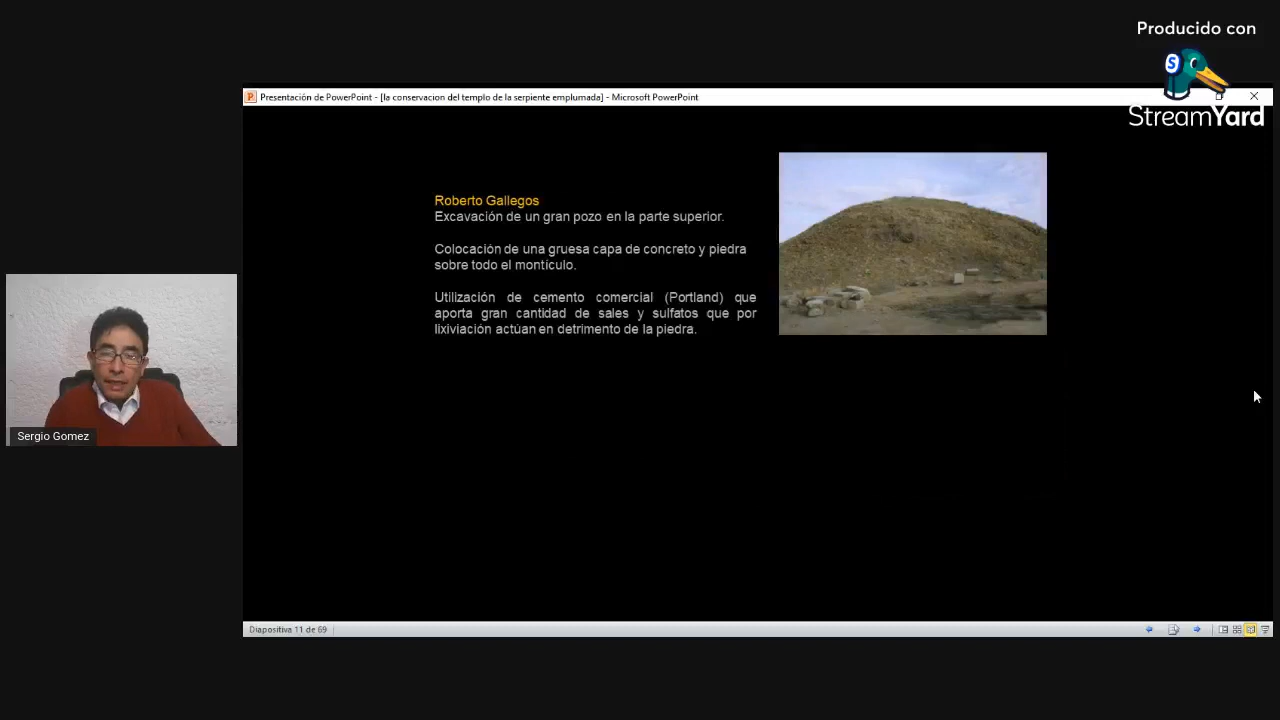 Producido con
StreamYard
Presentación de PowerPoint - [la conservacion del templo de la serpiente emplumada] - Microsoft PowerPoint
Roberto Gallegos
Excavación de un gran pozo en la parte superior.
Colocación de una gruesa capa de concreto y piedra
sobre todo el montículo.
Utilización de cemento comercial (Portland) que
aporta gran cantidad de sales y sulfatos que por
lixiviación actúan en detrimento de la piedra.
Sergio Gomez
Diapositiva 11 de 69